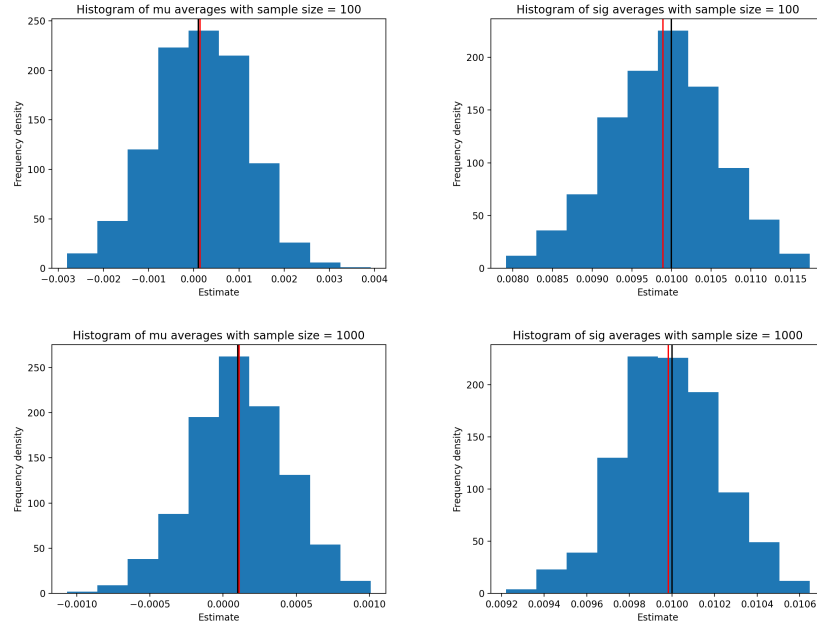 Histogram of mu averages with sample size = 100
Frequency density
250
200
150
100
50
0
−0.003 −0.002 −0.001 0.000 0.001 0.002 0.003 0.004
Estimate
Histogram of sig averages with sample size = 100
Frequency density
200
150
100
50
0
0.0080 0.0085 0.0090 0.0095 0.0100 0.0105 0.0110 0.0115
Estimate
Histogram of mu averages with sample size = 1000
Frequency density
250
200
150
100
50
0
−0.0010 −0.0005 0.0000 0.0005 0.0010
Estimate
Histogram of sig averages with sample size = 1000
Frequency density
200
150
100
50
0
0.0092 0.0094 0.0096 0.0098 0.0100 0.0102 0.0104 0.0106
Estimate